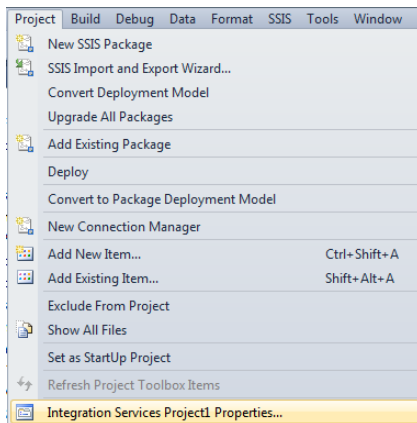 Project Build Debug Data Format SSIS Tools Window
New SSIS Package
SSIS Import and Export Wizard...
Convert Deployment Model
Upgrade All Packages
Add Existing Package
Deploy
Convert to Package Deployment Model
New Connection Manager
Add New Item... Ctrl+Shift+A
Add Existing Item... Shift+Alt+A
Exclude From Project
Show All Files
Set as StartUp Project
Refresh Project Toolbox Items
Integration Services Project1 Properties...